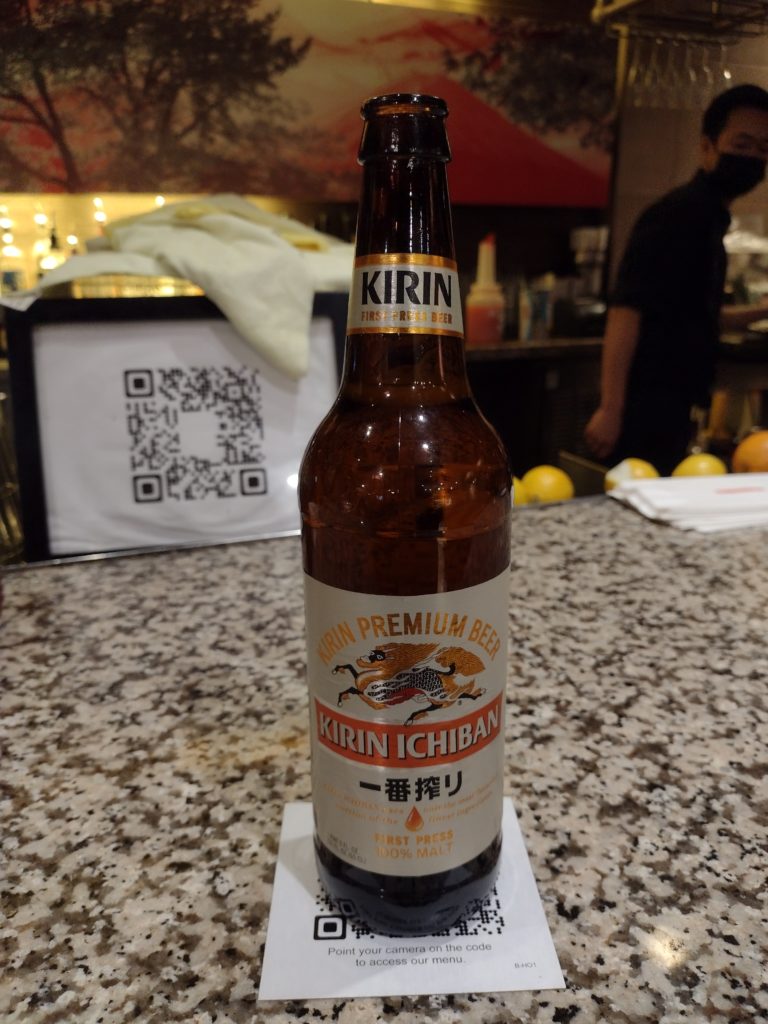 KIRIN
FIRST PRESS BEER
KIRIN PREMIUM BEER
KIRIN ICHIBAN
一番搾り
FIRST PRESS
100% MALT
Point your camera on the code
to access our menu.
B-H01